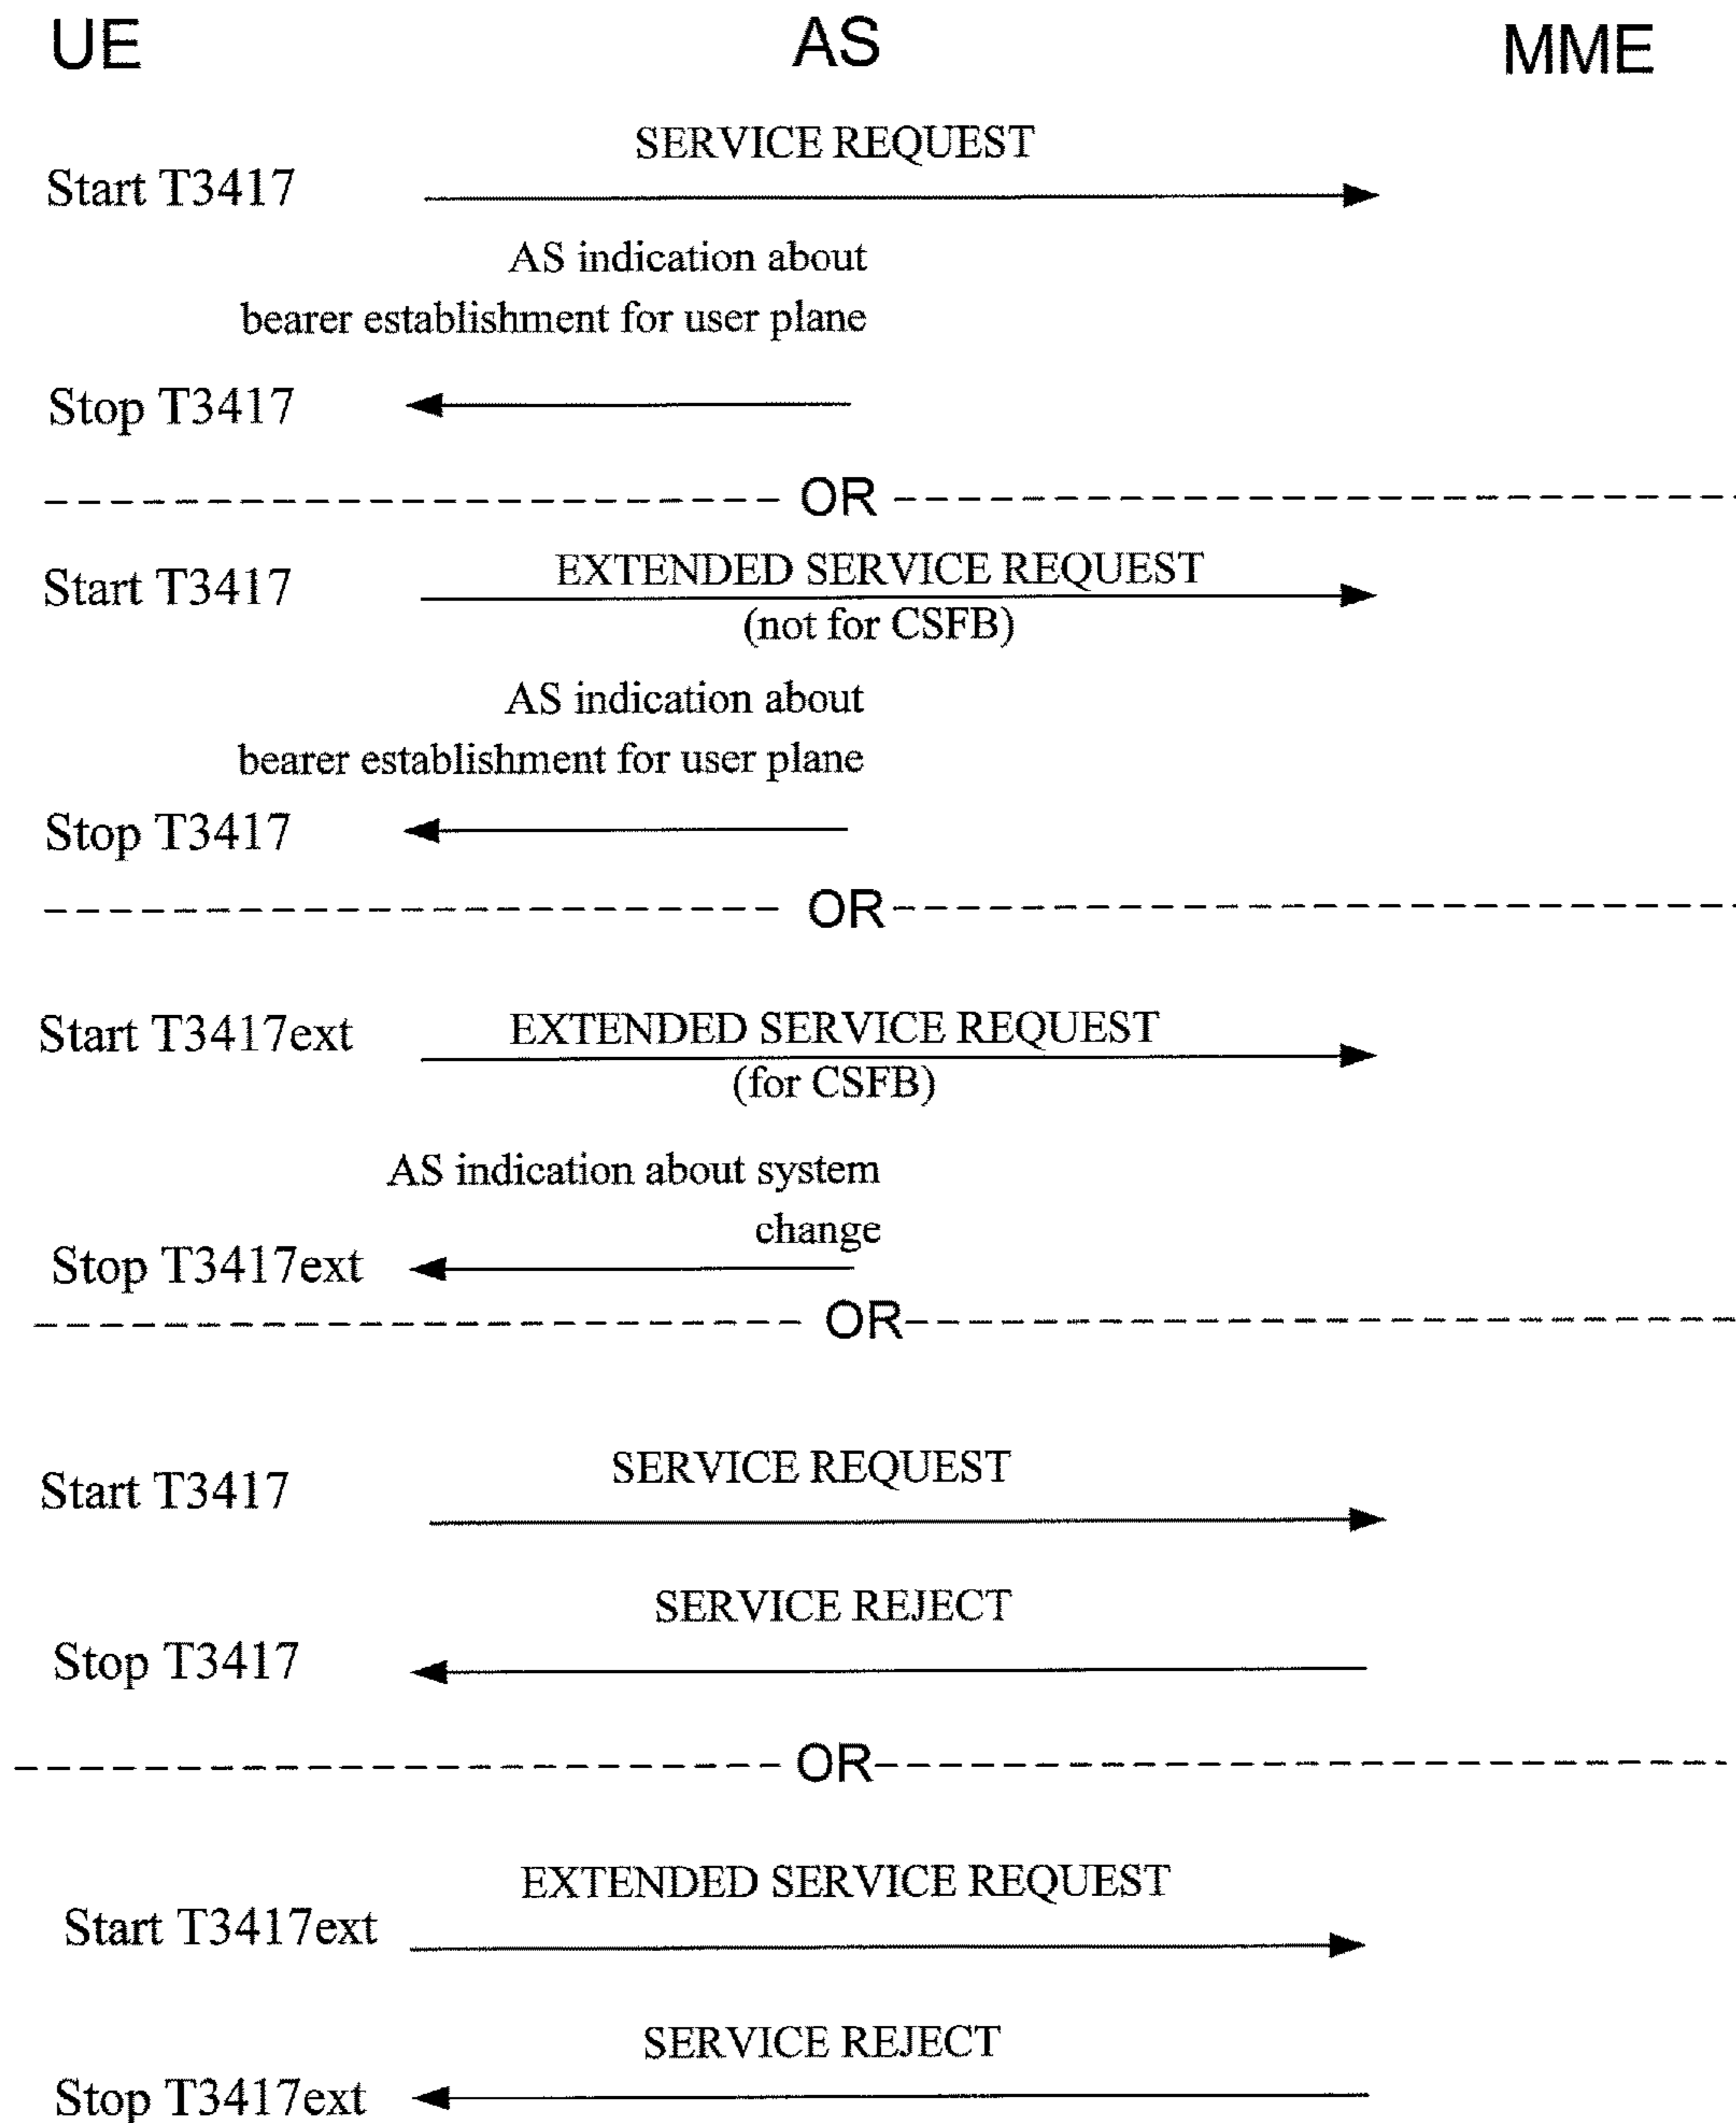 UE AS MME
SERVICE REQUEST
Start T3417
AS indication about
bearer establishment for user plane
Stop T3417
OR
EXTENDED SERVICE REQUEST
Start T3417
(not for CSFB)
AS indication about
bearer establishment for user plane
Stop T3417
OR
Start T3417ext EXTENDED SERVICE REQUEST
(for CSFB)
AS indication about system
change
Stop T3417ext
OR
SERVICE REQUEST
Start T3417
SERVICE REJECT
Stop T3417
OR
EXTENDED SERVICE REQUEST
Start T3417ext
SERVICE REJECT
Stop T3417ext